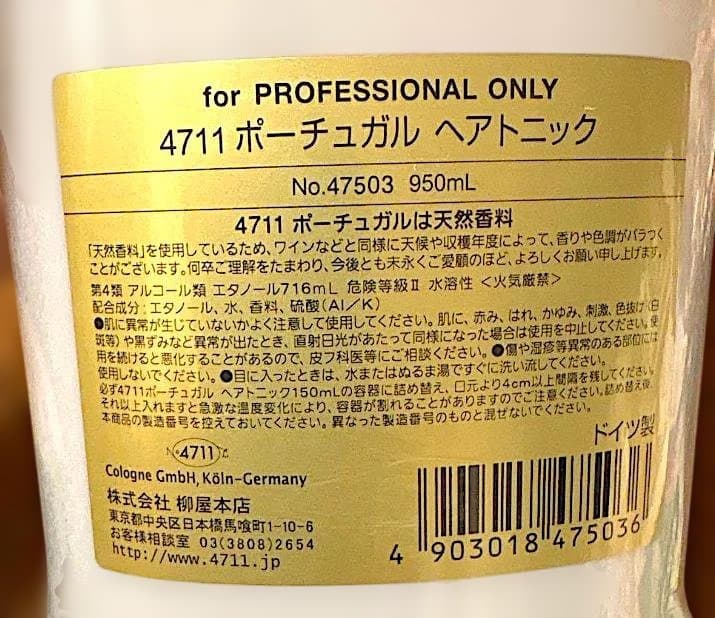 for PROFESSIONAL ONLY
4711 ポーチュガル ヘアトニック
No.47503 950mL
4711 ポーチュガルは天然香料
「天然香料」を使用しているため、ワインなどと同様に天候や収穫年度によって、香りや色調がバラつく
ことがございます。何卒ご理解をたまわり、今後とも末永くご愛顧のほど、よろしくお願い申し上げます。
第4類 アルコール類 エタノール716mL 危険等級Ⅱ 水溶性 <火気厳禁>
配合成分:エタノール、水、香料、硫酸(Al/K)
●肌に異常が生じていないかよく注意して使用してください。肌に、赤み、はれ、かゆみ、刺激、色抜け(白
斑等)や黒ずみなど異常が出たとき、直射日光があたって同様になった場合は使用を中止してください。使
用を続けると悪化することがあるので、皮フ科医等にご相談ください。●傷や湿疹等異常のある部位には
使用しないでください。●目に入ったときは、水またはぬるま湯ですぐに洗い流してください。
必ず4711ポーチュガル ヘアトニック150mLの容器に詰め替え、口元より4cm以上間隔を残してください。
それ以上入れますと急激な温度変化により、容器が割れることがありますのでご注意ください。詰め替え後、
本商品の製造番号を控えておいてください。異なった製造番号のものと混ぜないでください。
ドイツ製
No 4711
Cologne GmbH, Köln-Germany
株式会社 柳屋本店
東京都中央区日本橋馬喰町1-10-6
お客様相談室 03(3808)2654
http://www.4711.jp
4 903018 475036